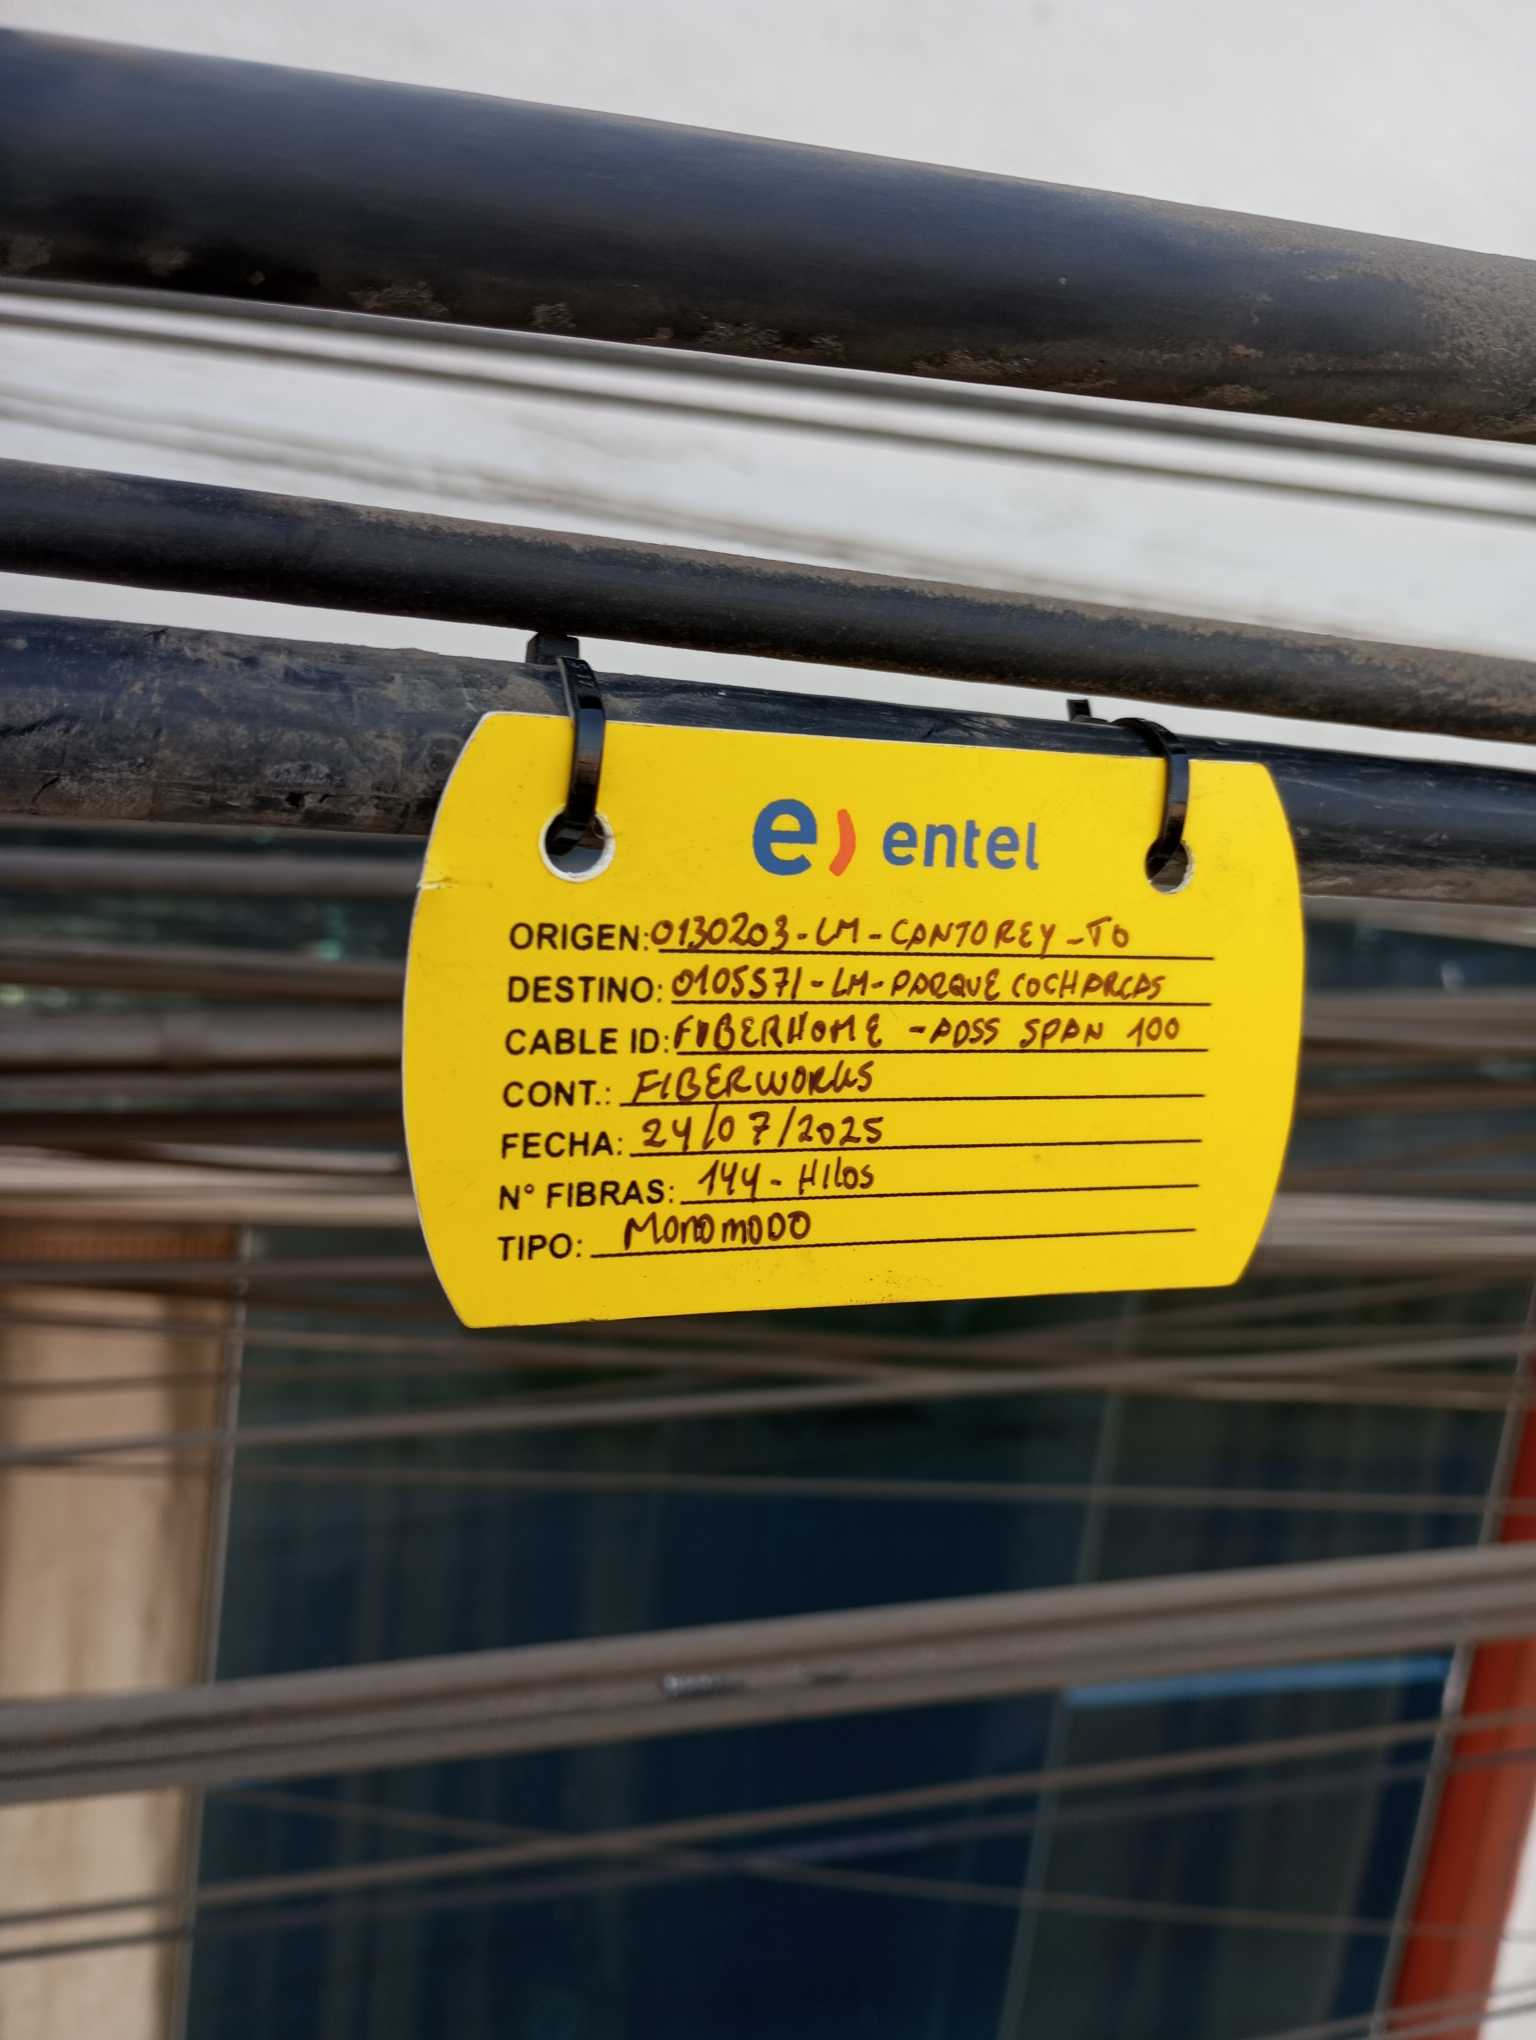 e) entel
ORIGEN: 0130203-LM-CANTOREY-TO
DESTINO: 0105571-LM-PARQUE COCHARCAS
CABLE ID: FIBERHOME -ADSS SPAN 100
CONT.: FIBERWORKS
FECHA: 24/07/2025
N° FIBRAS: 144-HILOS
TIPO: MONOMODO